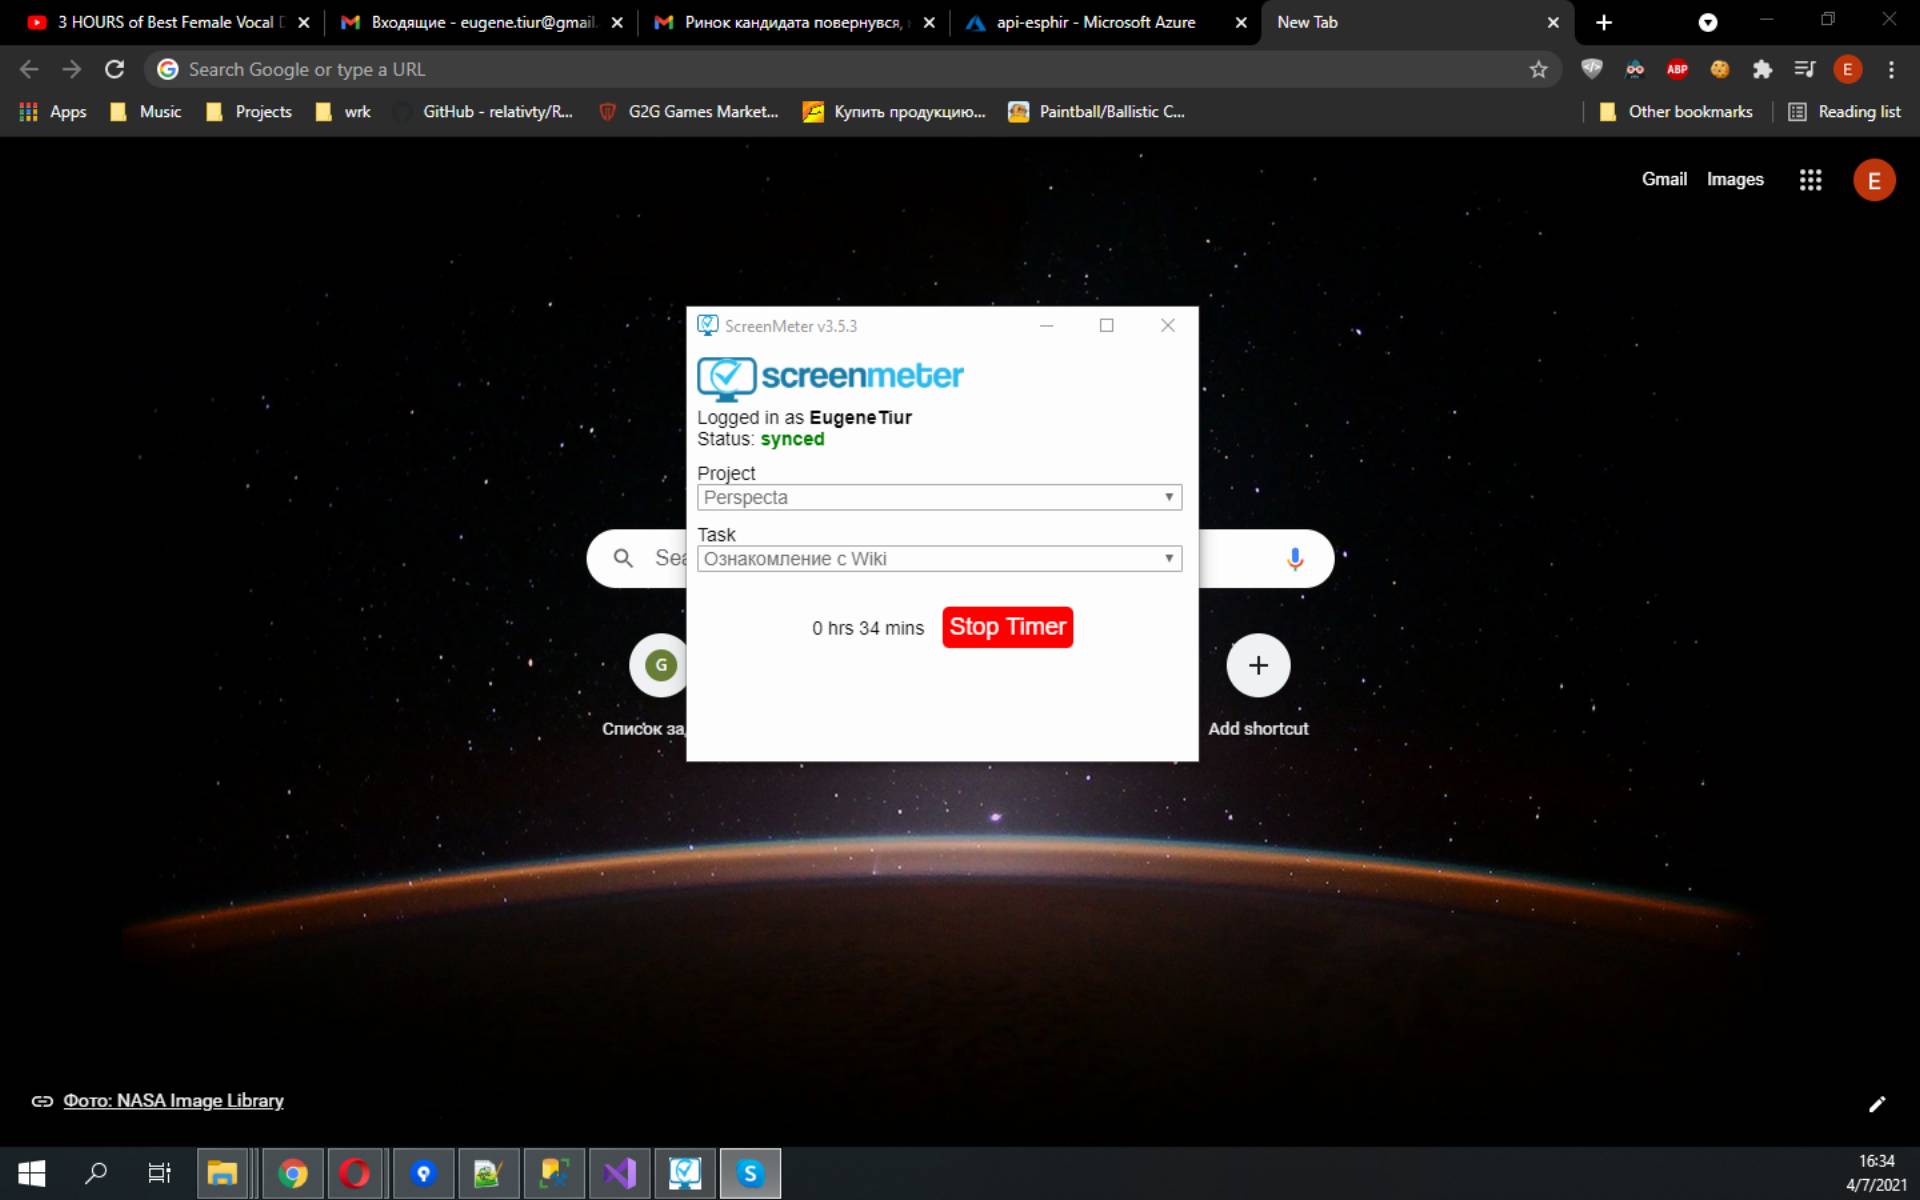 3 HOURS of Best Female Vocal
Входящие - eugene.tiur@gmail.
Ринок кандидата повернувся,
api-esphir - Microsoft Azure
New Tab
Search Google or type a URL
ABP
E
Apps
Music
Projects
wrk
GitHub - relativty/R...
G2G Games Market...
Купить продукцию...
Paintball/Ballistic C...
Other bookmarks
Reading list
Gmail
Images
E
ScreenMeter v3.5.3
screenmeter
Logged in as EugeneTiur
Status: synced
Project
Perspecta
Task
Sea
Ознакомление с Wiki
0 hrs 34 mins
Stop Timer
G
Список за
Add shortcut
Фото: NASA Image Library
16:34
4/7/2021